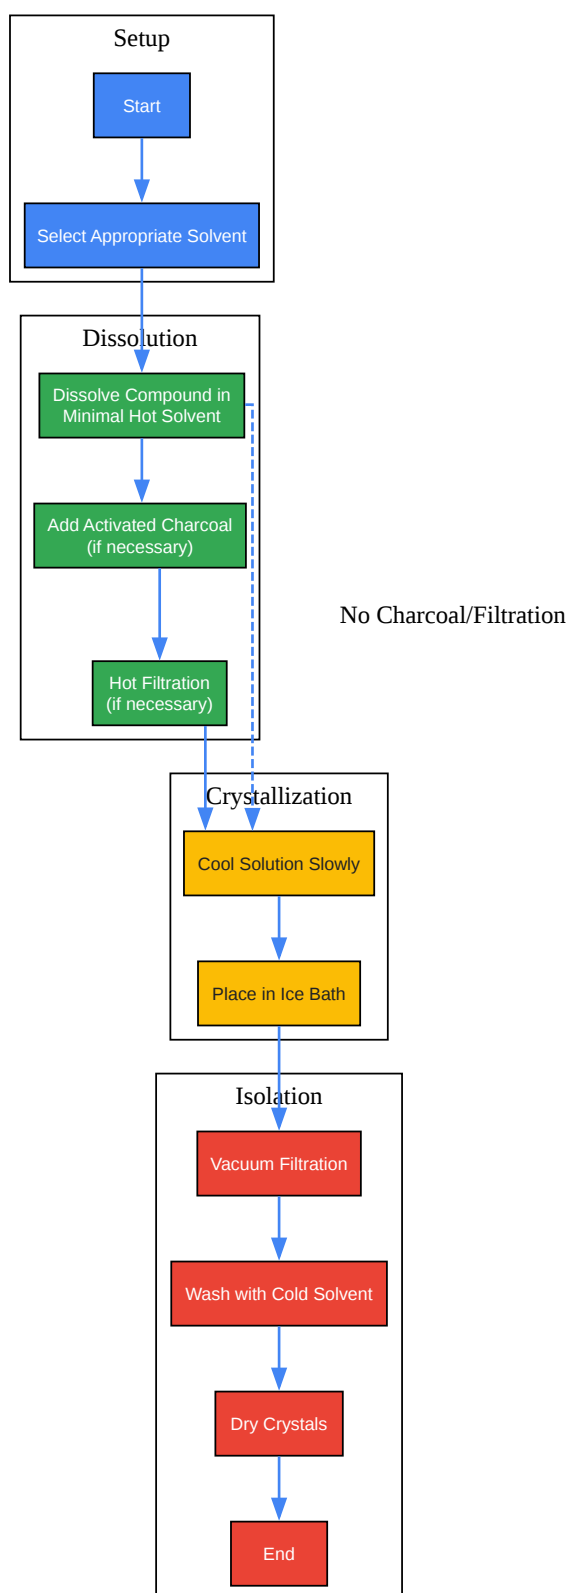 Setup
Start
Select Appropriate Solvent
Dissolution
Dissolve Compound in
Minimal Hot Solvent
Add Activated Charcoal
(if necessary)
No Charcoal/Filtration
Hot Filtration
(if necessary)
Crystallization
Cool Solution Slowly
Place in Ice Bath
Isolation
Vacuum Filtration
Wash with Cold Solvent
Dry Crystals
End